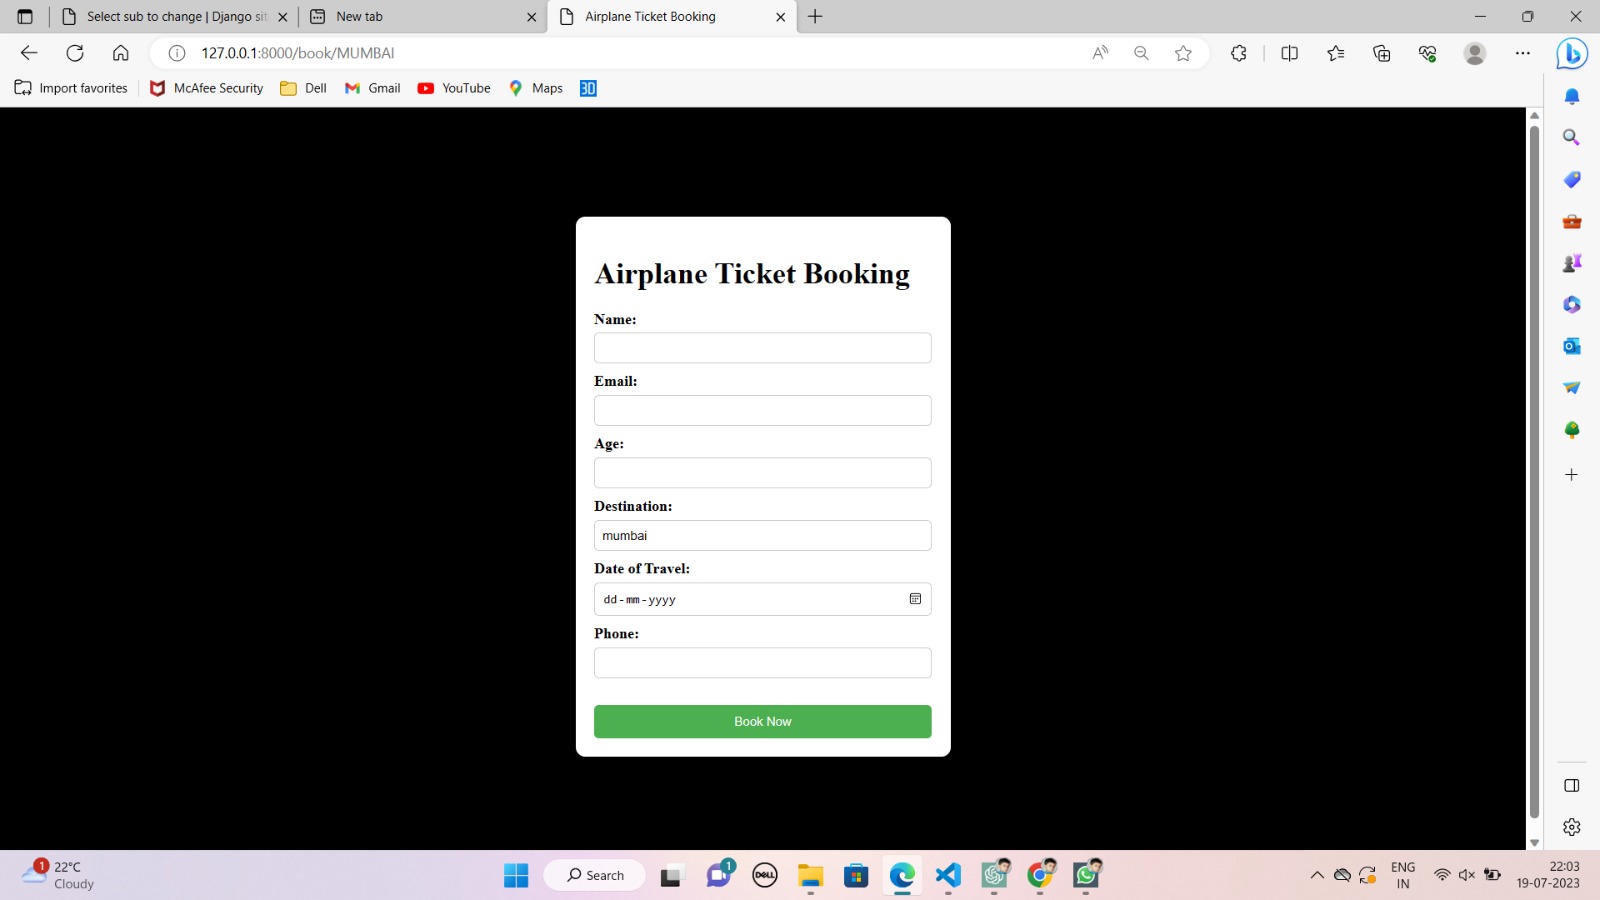 Select sub to change | Django sit
New tab
Airplane Ticket Booking
127.0.0.1:8000/book/MUMBAI
Import favorites
McAfee Security
Dell
Gmail
YouTube
Maps
3D
Airplane Ticket Booking
Name:
Email:
Age:
Destination:
mumbai
Date of Travel:
dd-mm-yyyy
Phone:
Book Now
1
22°C
Cloudy
Search
1
DELL
ENG
IN
22:03
19-07-2023